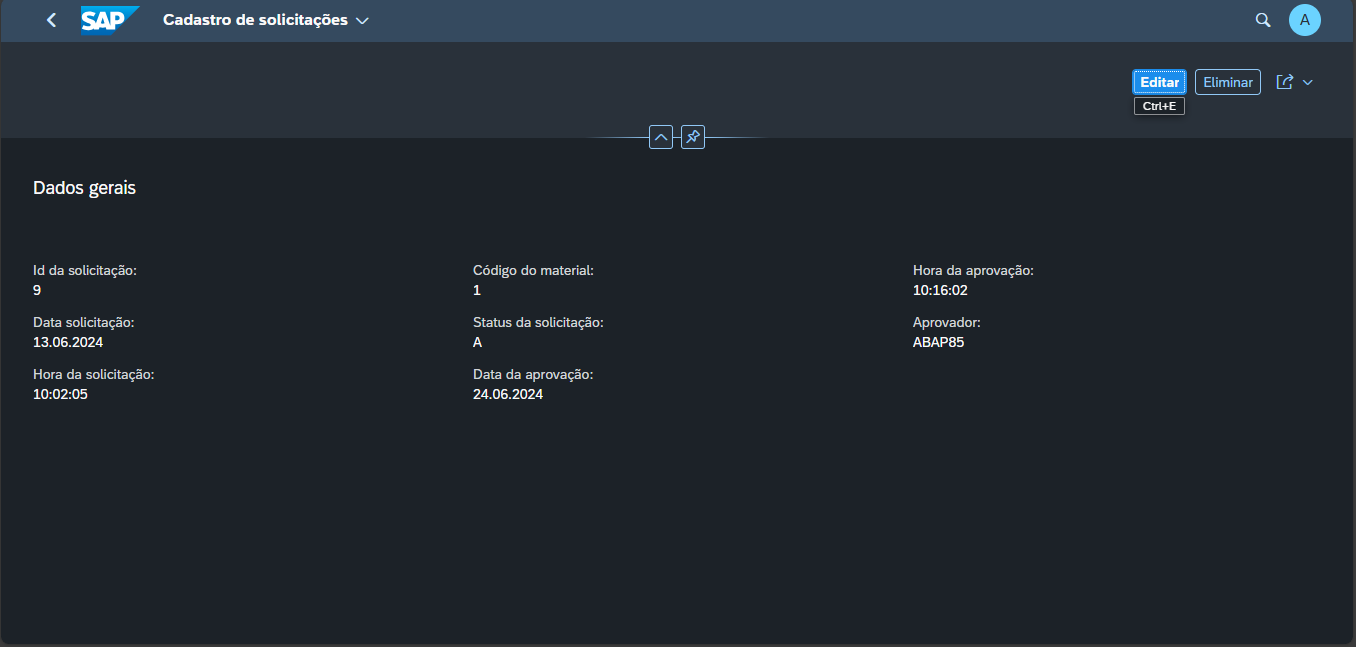 SAP Cadastro de solicitações A
Editar Eliminar
Ctrl+E
Dados gerais
Id da solicitação:
9
Data solicitação:
13.06.2024
Hora da solicitação:
10:02:05
Código do material:
1
Status da solicitação:
A
Data da aprovação:
24.06.2024
Hora da aprovação:
10:16:02
Aprovador:
ABAP85